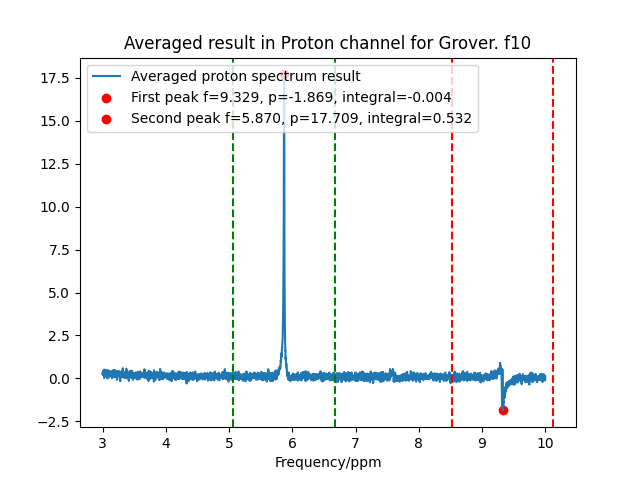 Averaged result in Proton channel for Grover. f10
Averaged proton spectrum result
First peak f=9.329, p=-1.869, integral=-0.004
Second peak f=5.870, p=17.709, integral=0.532
17.5
15.0
12.5
10.0
7.5
5.0
2.5
0.0
−2.5
3 4 5 6 7 8 9 10
Frequency/ppm